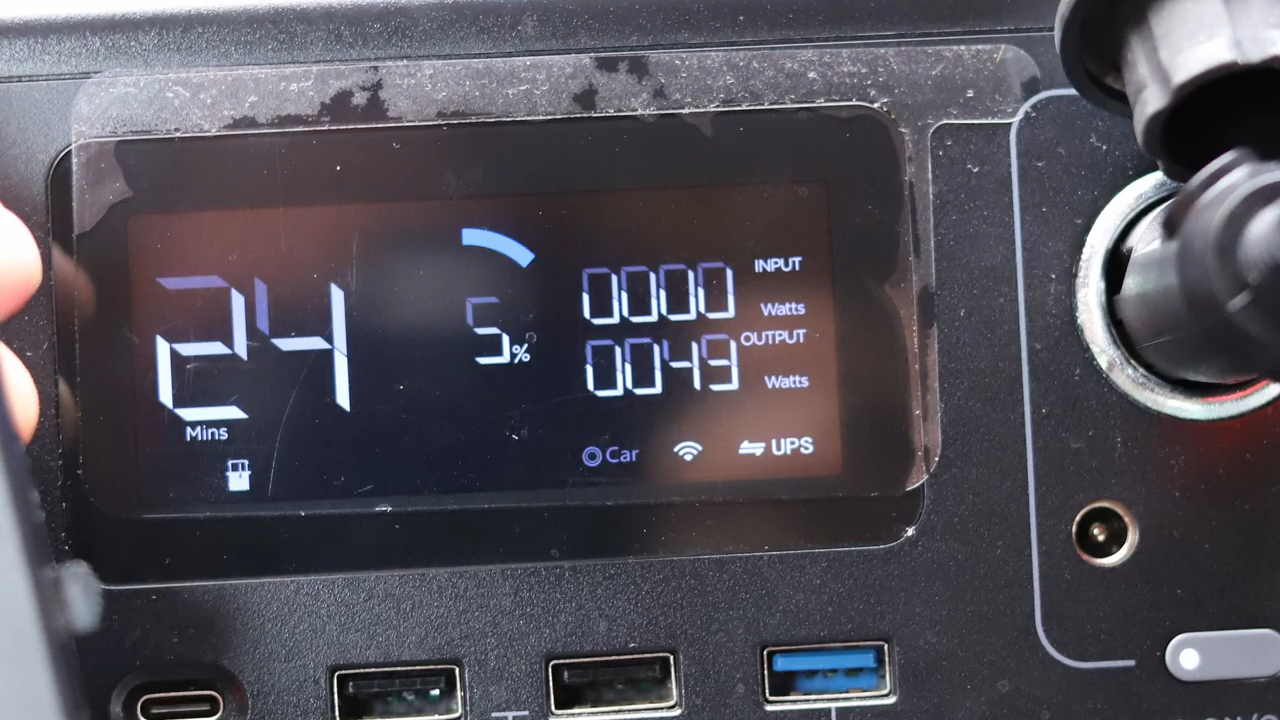 24
Mins
5%
0000 INPUT
Watts
0049 OUTPUT
Watts
Car
UPS